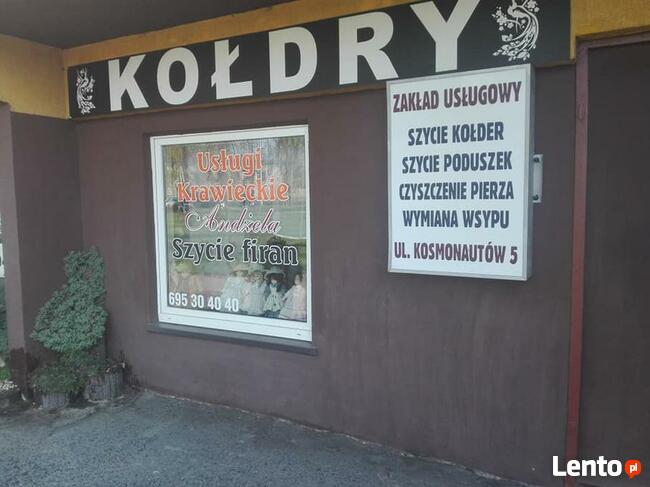 KOŁDRY
ZAKŁAD USŁUGOWY
SZYCIE KOŁDER
SZYCIE PODUSZEK
CZYSZCZENIE PIERZA
WYMIANA WSYPU
UL. KOSMONAUTÓW 5
Usługi
Krawieckie
Andżela
Szycie firan
695 30 40 40
Lento.pl